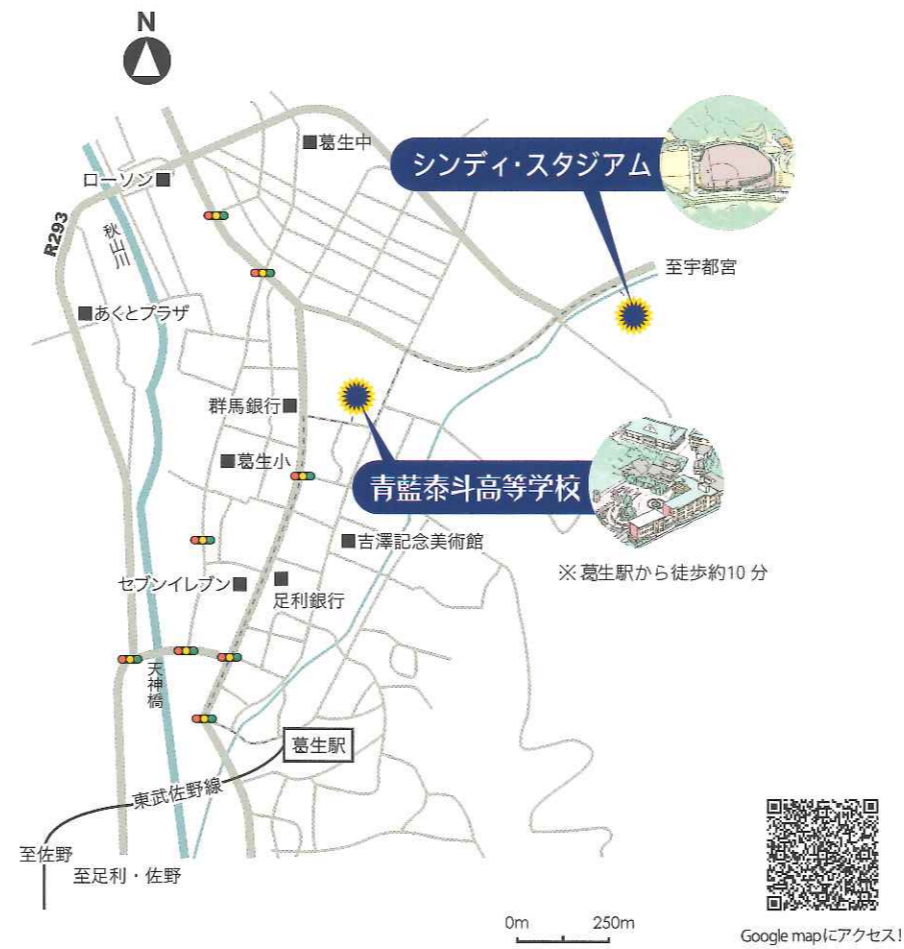 N
■葛生中
シンディ・スタジアム
ローソン■
R293
秋山川
至宇都宮
■あくとプラザ
群馬銀行■
■葛生小
青藍泰斗高等学校
■吉澤記念美術館
※ 葛生駅から徒歩約10 分
セブンイレブン■
■
足利銀行
天神橋
葛生駅
東武佐野線
至佐野
至足利・佐野
0m 250m
Google mapにアクセス!